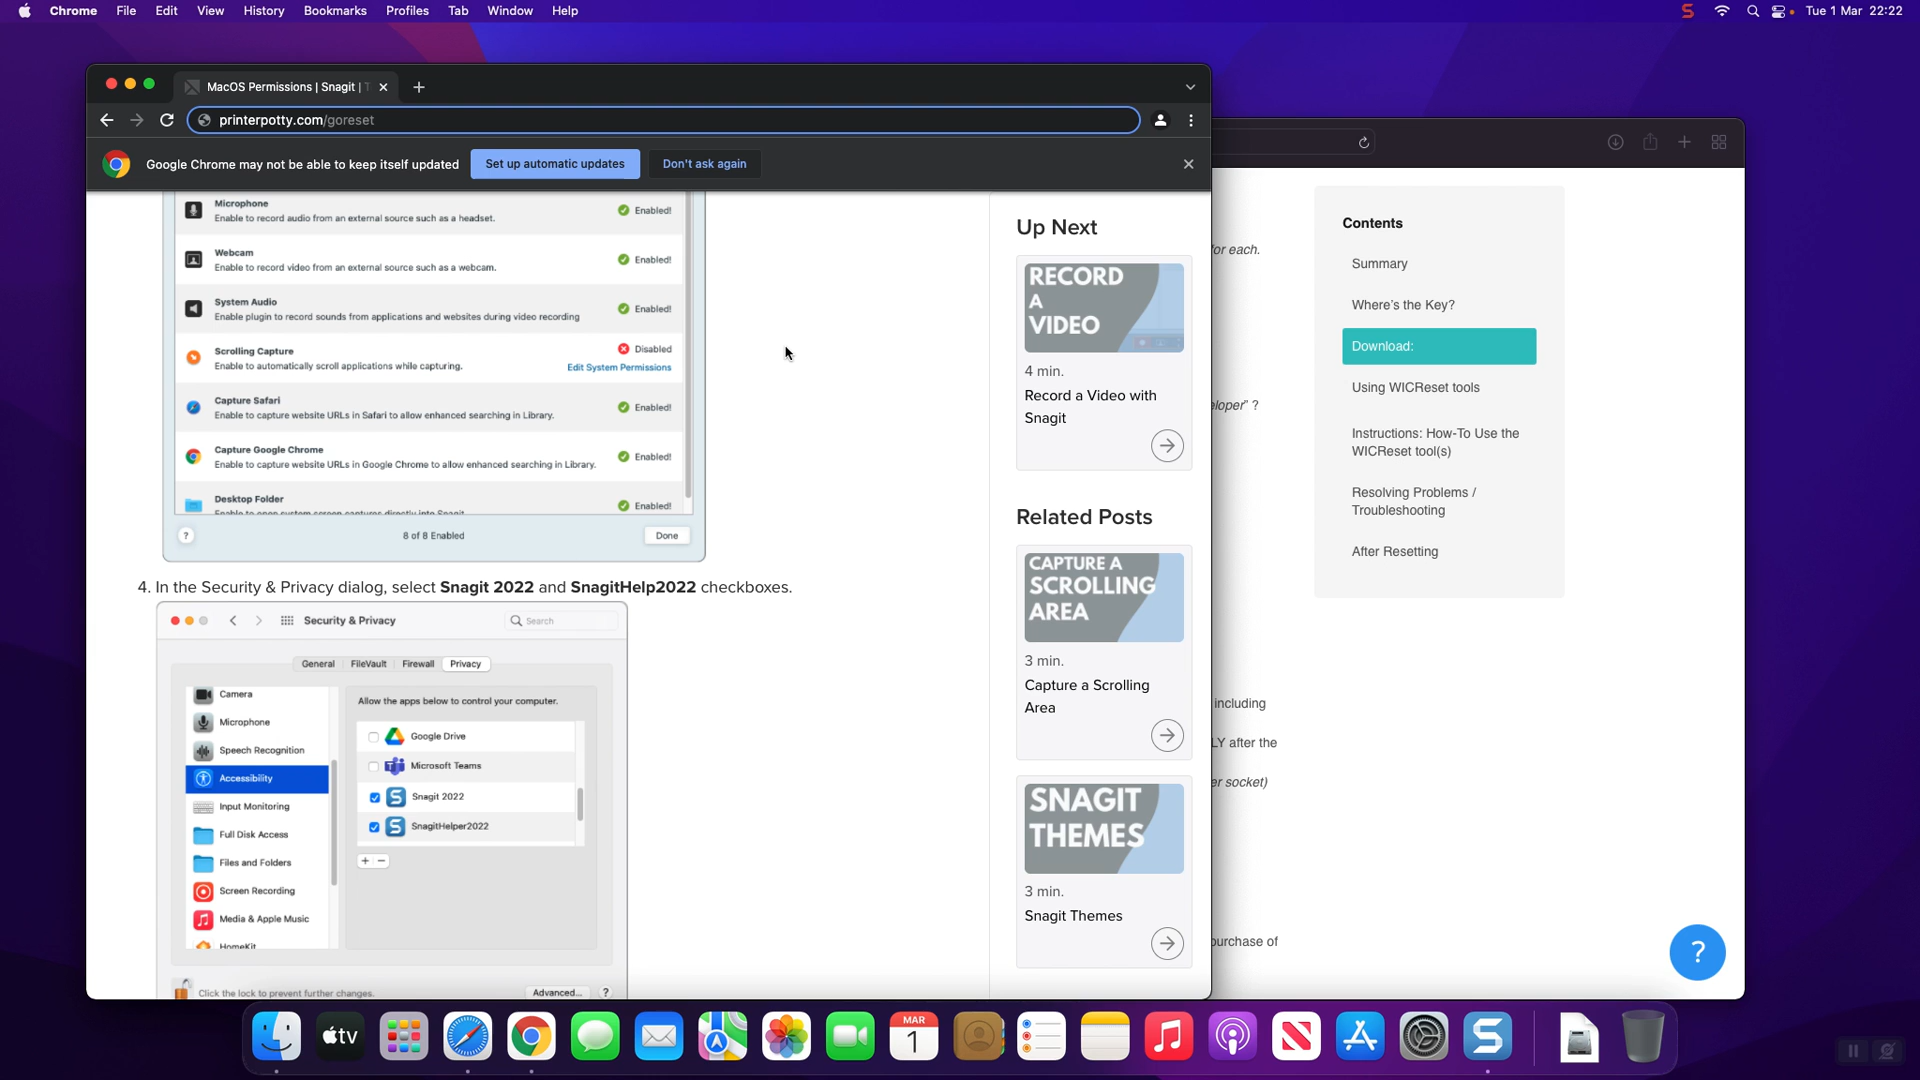 Chrome File Edit View History Bookmarks Profiles Tab Window Help
Tue 1 Mar 22:22
MacOS Permissions | Snagit |
printerpotty.com/goreset
Google Chrome may not be able to keep itself updated
Set up automatic updates
Don't ask again
Microphone
Enable to record audio from an external source such as a headset.
Enabled!
Webcam
Enable to record video from an external source such as a webcam.
Enabled!
System Audio
Enable plugin to record sounds from applications and websites during video recording
Enabled!
Scrolling Capture
Enable to automatically scroll applications while capturing.
Disabled
Edit System Permissions
Capture Safari
Enable to capture website URLs in Safari to allow enhanced searching in Library.
Enabled!
Capture Google Chrome
Enable to capture website URLs in Google Chrome to allow enhanced searching in Library.
Enabled!
Desktop Folder
Enable to open system screen captures directly into Snagit
Enabled!
?
8 of 8 Enabled
Done
4. In the Security & Privacy dialog, select Snagit 2022 and SnagitHelp2022 checkboxes.
Security & Privacy
Search
General FileVault Firewall Privacy
Camera
Microphone
Speech Recognition
Accessibility
Input Monitoring
Full Disk Access
Files and Folders
Screen Recording
Media & Apple Music
HomeKit
Allow the apps below to control your computer.
Google Drive
Microsoft Teams
Snagit 2022
SnagitHelper2022
+ −
Click the lock to prevent further changes.
Advanced...
?
Up Next
RECORD
A
VIDEO
4 min.
Record a Video with
Snagit
Related Posts
CAPTURE A
SCROLLING
AREA
3 min.
Capture a Scrolling
Area
SNAGIT
THEMES
3 min.
Snagit Themes
for each.
eloper" ?
including
LY after the
er socket)
purchase of
Contents
Summary
Where's the Key?
Download:
Using WICReset tools
Instructions: How-To Use the
WICReset tool(s)
Resolving Problems /
Troubleshooting
After Resetting
?
tv
MAR
1